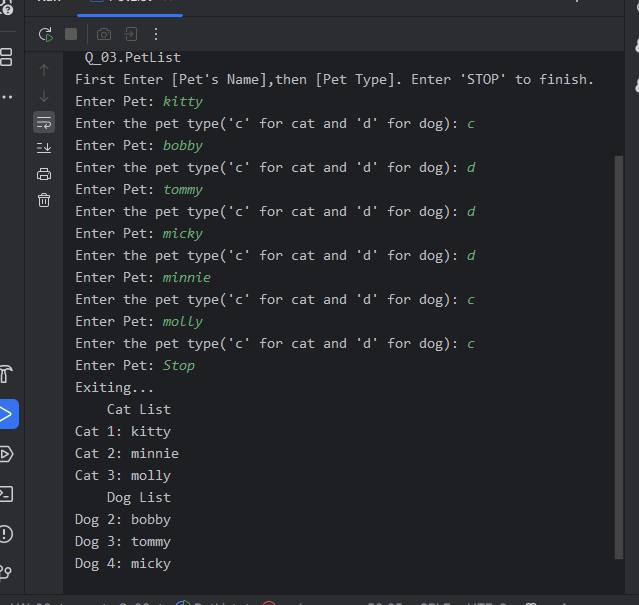 Q_03.PetList
First Enter [Pet's Name],then [Pet Type]. Enter 'STOP' to finish.
Enter Pet: kitty
Enter the pet type('c' for cat and 'd' for dog): c
Enter Pet: bobby
Enter the pet type('c' for cat and 'd' for dog): d
Enter Pet: tommy
Enter the pet type('c' for cat and 'd' for dog): d
Enter Pet: micky
Enter the pet type('c' for cat and 'd' for dog): d
Enter Pet: minnie
Enter the pet type('c' for cat and 'd' for dog): c
Enter Pet: molly
Enter the pet type('c' for cat and 'd' for dog): c
Enter Pet: Stop
Exiting...
Cat List
Cat 1: kitty
Cat 2: minnie
Cat 3: molly
Dog List
Dog 2: bobby
Dog 3: tommy
Dog 4: micky